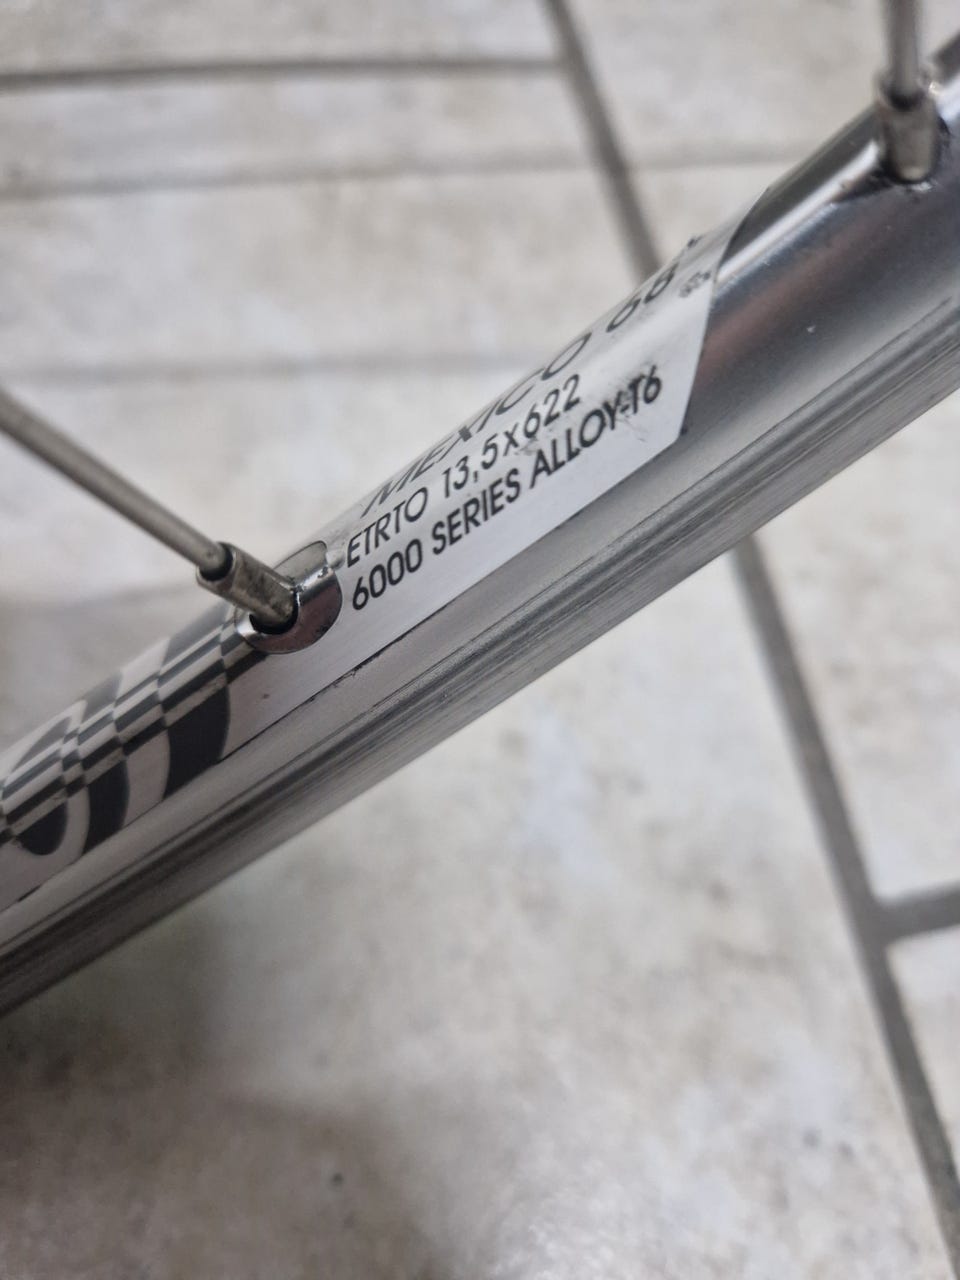 MEXICO 68
ETRTO 13,5x622
6000 SERIES ALLOY-T6